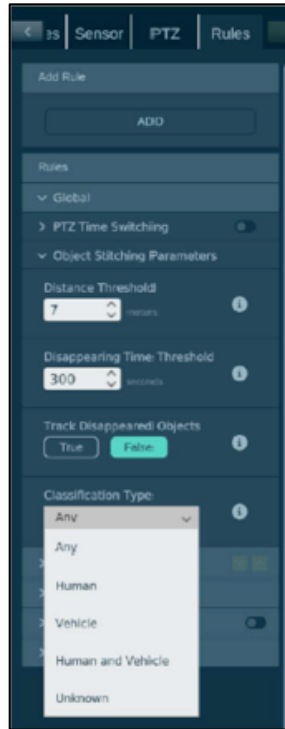 es Sensor PTZ Rules
Add Rule
ADD
Rules
Global
PTZ Time Switching
Object Stitching Parameters
Distance Threshold
7 meters
Disappearing Time Threshold
300 seconds
Track Disappeared Objects
True False
Classification Type
Any
Any
Human
Vehicle
Human and Vehicle
Unknown